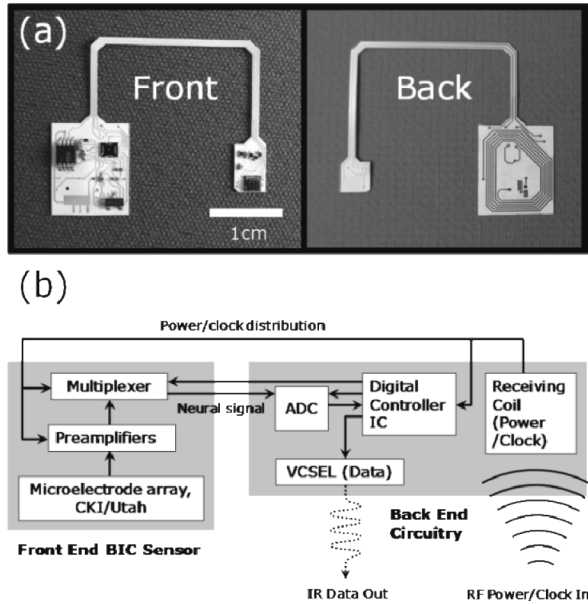 (a)
Front
Back
1cm
(b)
Power/clock distribution
Multiplexer
Neural signal
Preamplifiers
Microelectrode array,
CKI/Utah
Front End BIC Sensor
ADC
Digital
Controller
IC
VCSEL (Data)
Receiving
Coil
(Power
/Clock)
Back End
Circuitry
IR Data Out
RF Power/Clock In